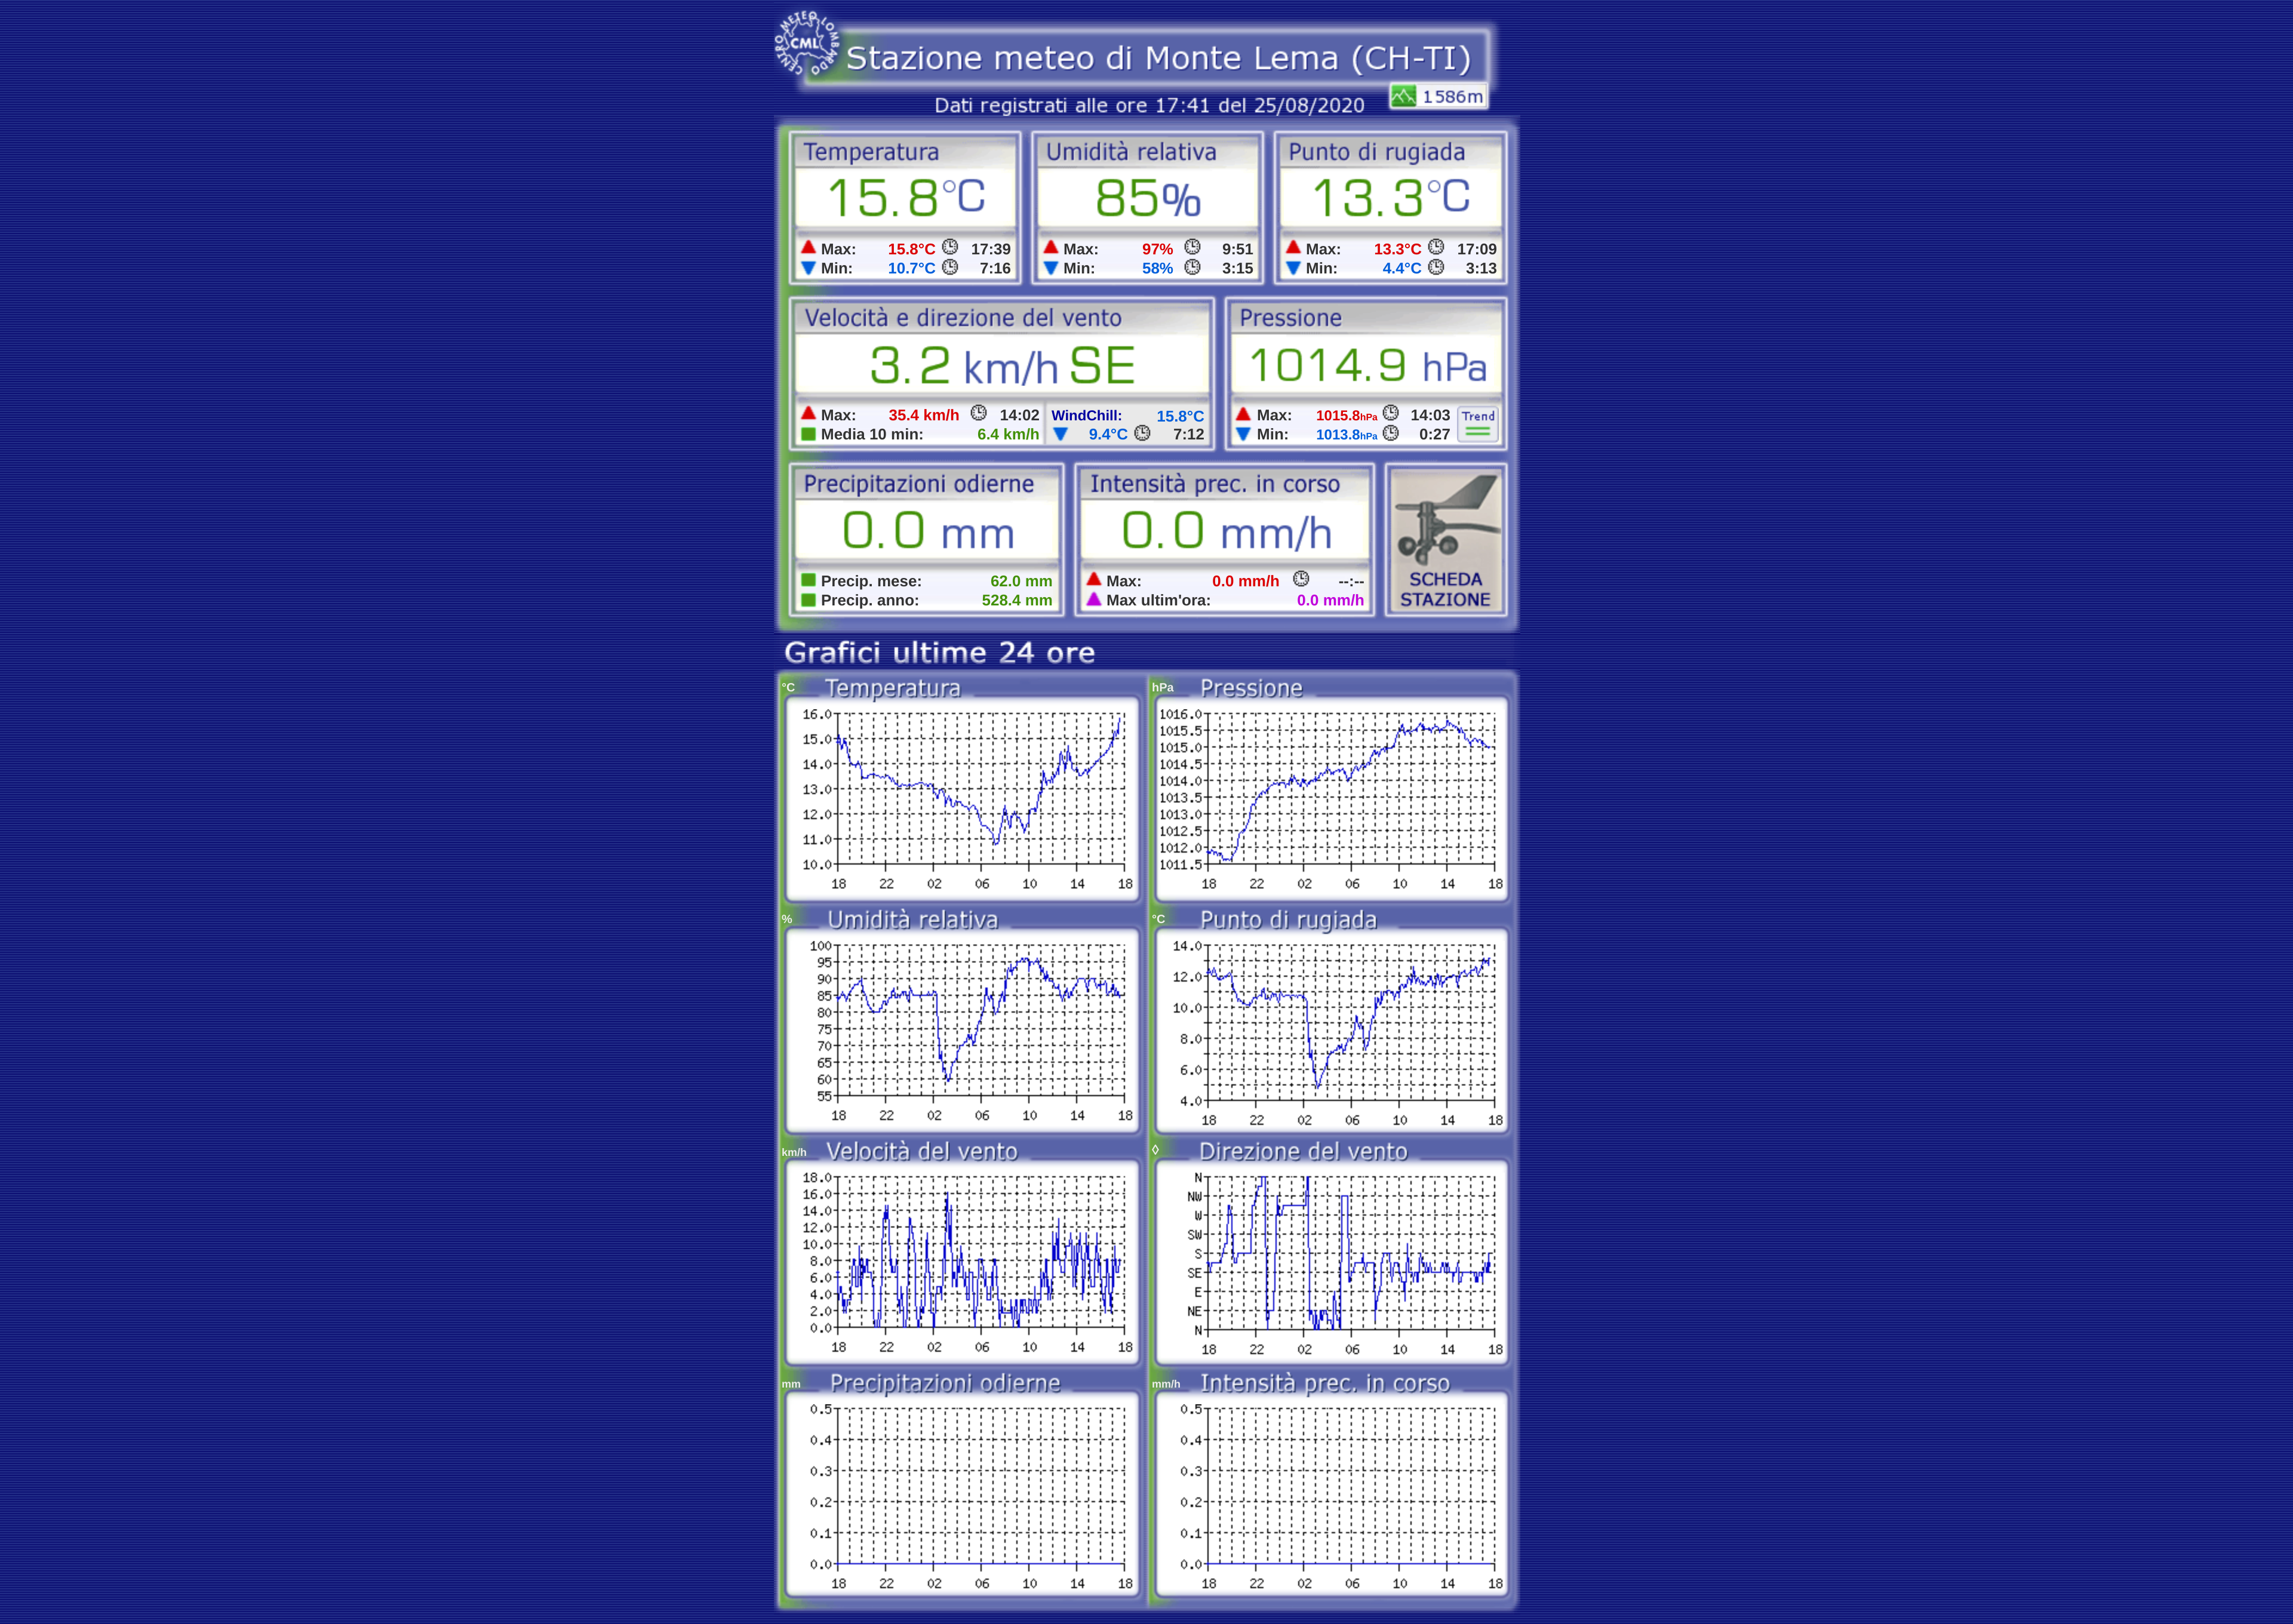 CENTRO METEO LOMBARDO
CML
Stazione meteo di Monte Lema (CH-TI)
1586m
Dati registrati alle ore 17:41 del 25/08/2020
Temperatura
15.8°C
Max: 15.8°C 17:39
Min: 10.7°C 7:16
Umidità relativa
85%
Max: 97% 9:51
Min: 58% 3:15
Punto di rugiada
13.3°C
Max: 13.3°C 17:09
Min: 4.4°C 3:13
Velocità e direzione del vento
3.2 km/h SE
Max: 35.4 km/h 14:02
Media 10 min: 6.4 km/h
WindChill: 15.8°C
9.4°C 7:12
Pressione
1014.9 hPa
Max: 1015.8hPa 14:03
Min: 1013.8hPa 0:27
Trend
Precipitazioni odierne
0.0 mm
Precip. mese: 62.0 mm
Precip. anno: 528.4 mm
Intensità prec. in corso
0.0 mm/h
Max: 0.0 mm/h --:--
Max ultim'ora: 0.0 mm/h
SCHEDA
STAZIONE
Grafici ultime 24 ore
°C Temperatura
16.0
15.0
14.0
13.0
12.0
11.0
10.0
18 22 02 06 10 14 18
hPa Pressione
1016.0
1015.5
1015.0
1014.5
1014.0
1013.5
1013.0
1012.5
1012.0
1011.5
18 22 02 06 10 14 18
% Umidità relativa
100
95
90
85
80
75
70
65
60
55
18 22 02 06 10 14 18
°C Punto di rugiada
14.0
12.0
10.0
8.0
6.0
4.0
18 22 02 06 10 14 18
km/h Velocità del vento
18.0
16.0
14.0
12.0
10.0
8.0
6.0
4.0
2.0
0.0
18 22 02 06 10 14 18
◊ Direzione del vento
N
NW
W
SW
S
SE
E
NE
N
18 22 02 06 10 14 18
mm Precipitazioni odierne
0.5
0.4
0.3
0.2
0.1
0.0
18 22 02 06 10 14 18
mm/h Intensità prec. in corso
0.5
0.4
0.3
0.2
0.1
0.0
18 22 02 06 10 14 18